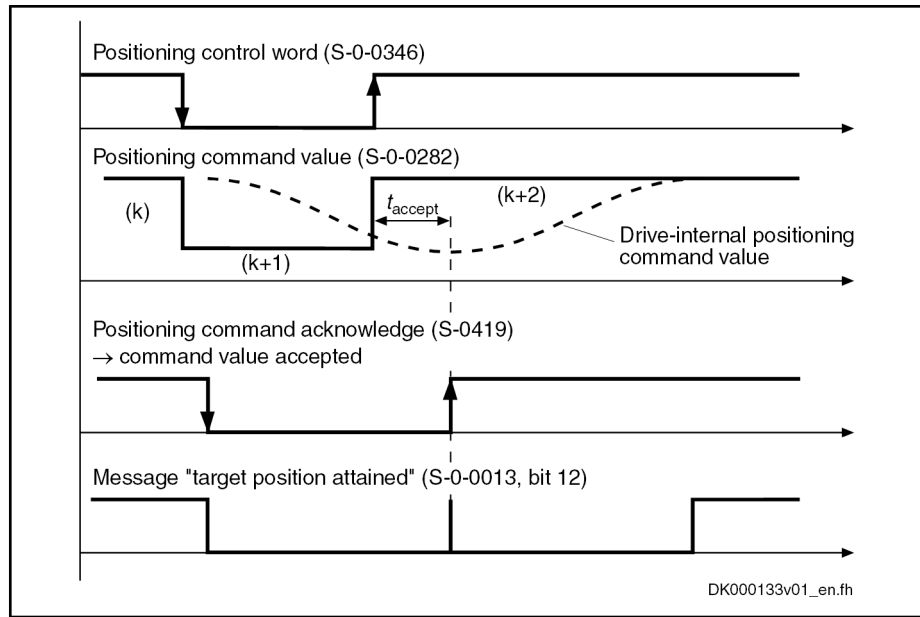 Positioning control word (S-0-0346)
Positioning command value (S-0-0282)
(k)
t accept
(k+2)
(k+1)
Drive-internal positioning
command value
Positioning command acknowledge (S-0419)
→ command value accepted
Message "target position attained" (S-0-0013, bit 12)
DK000133v01_en.fh